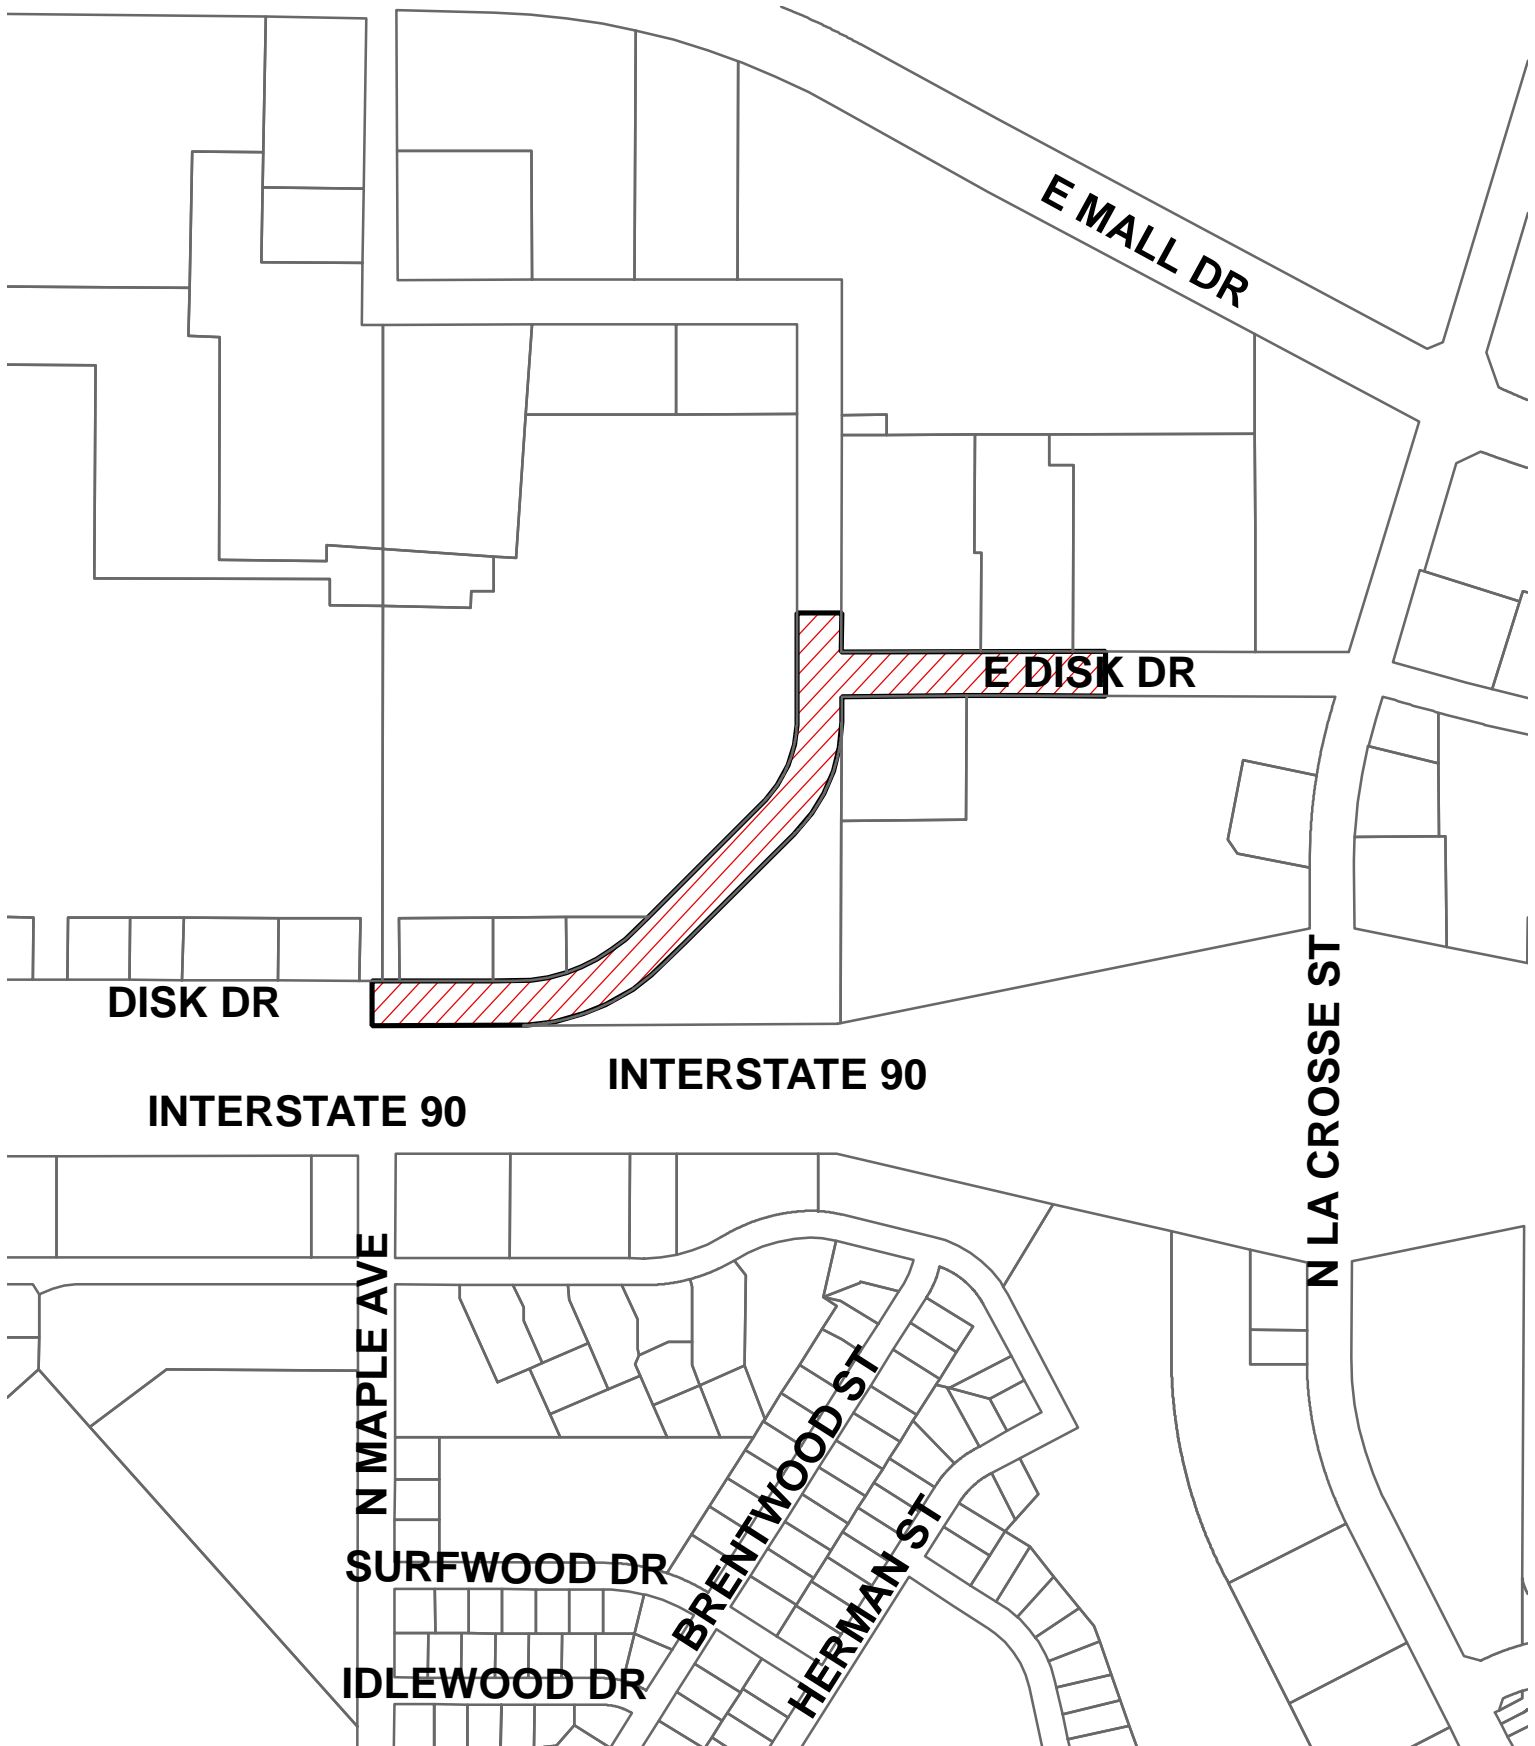 E MALL DR
E DISK DR
DISK DR
INTERSTATE 90
INTERSTATE 90
N LA CROSSE ST
N MAPLE AVE
BRENTWOOD ST
HERMAN ST
SURFWOOD DR
IDLEWOOD DR